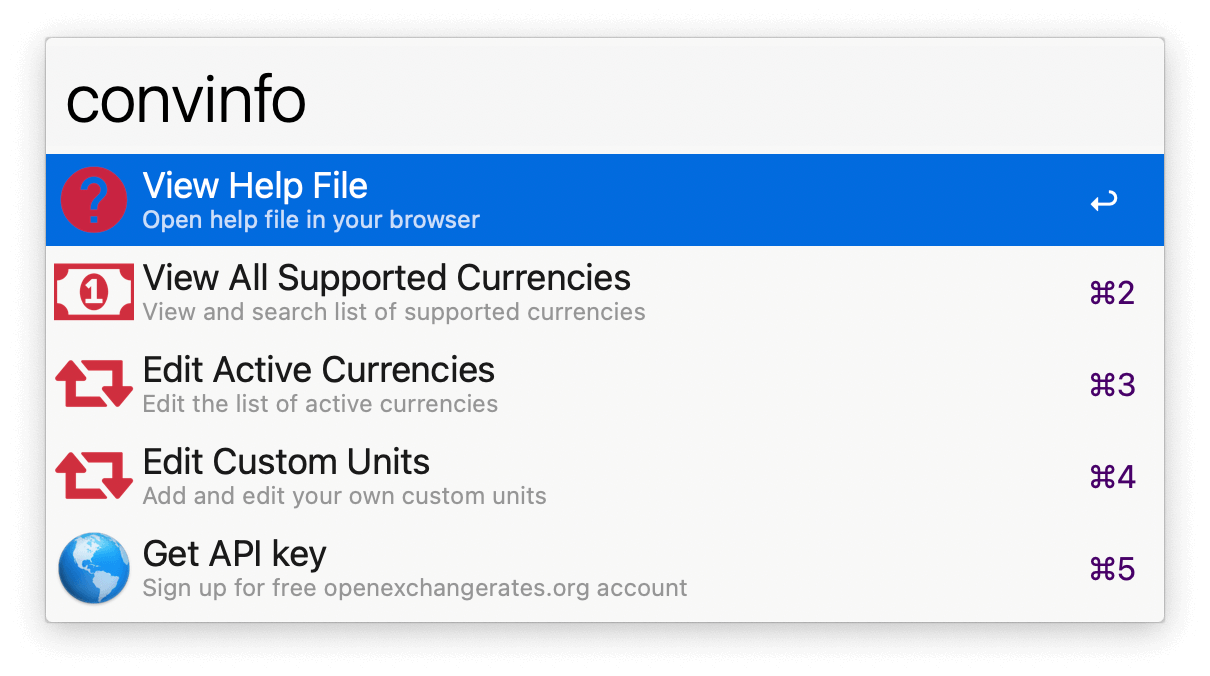 convinfo
View Help File
Open help file in your browser
↩
View All Supported Currencies
View and search list of supported currencies
⌘2
Edit Active Currencies
Edit the list of active currencies
⌘3
Edit Custom Units
Add and edit your own custom units
⌘4
Get API key
Sign up for free openexchangerates.org account
⌘5